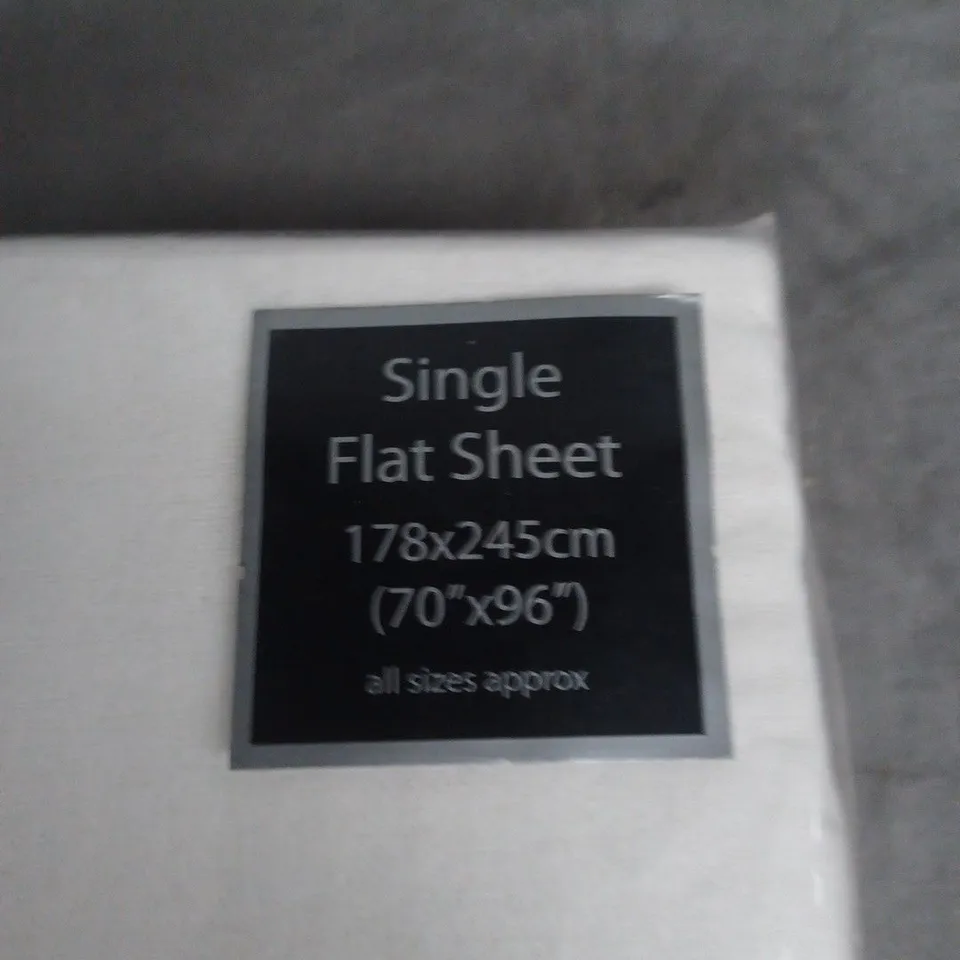 Single
Flat Sheet
178x245cm
(70”x96”)
all sizes approx